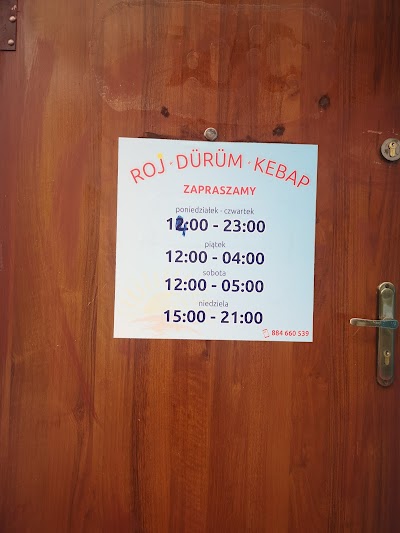 ROJ · DÜRÜM · KEBAP
ZAPRASZAMY
poniedziałek - czwartek
14:00 - 23:00
piątek
12:00 - 04:00
sobota
12:00 - 05:00
niedziela
15:00 - 21:00
884 660 539